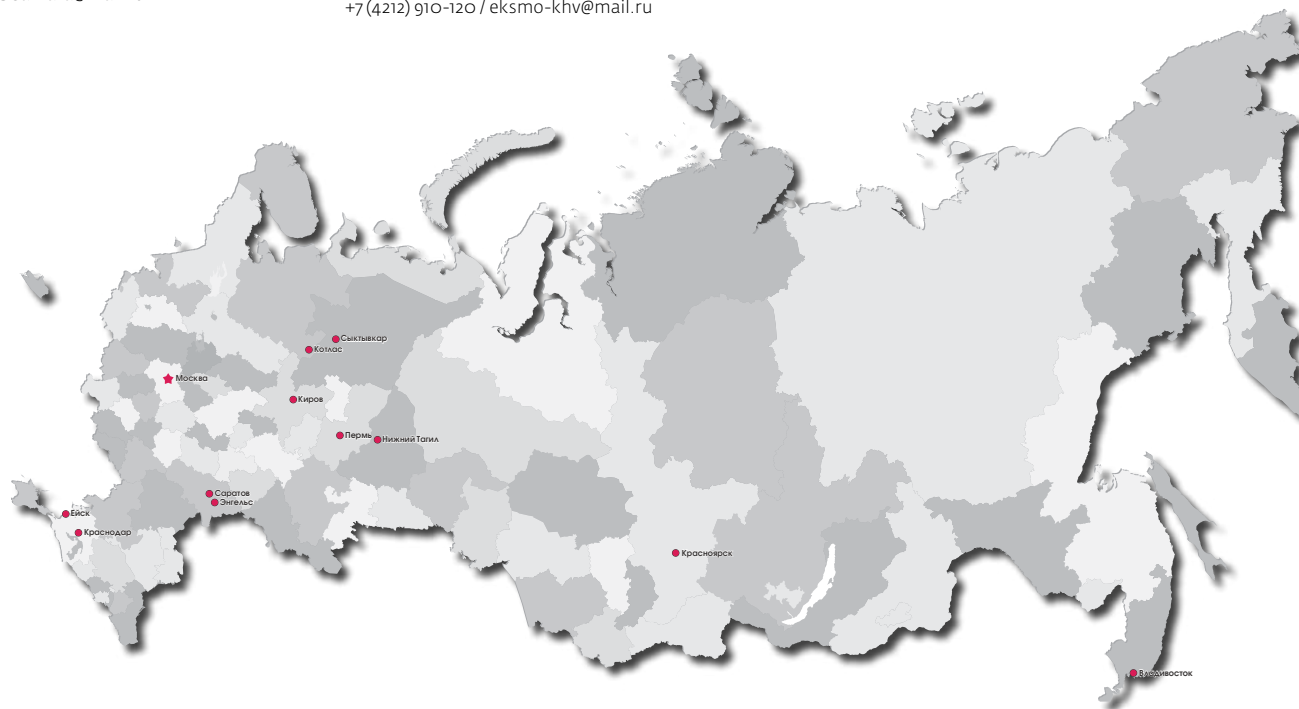 +7 (4212) 910-120 / eksmo-khv@mail.ru
Сыктывкар
Котлас
Москва
Киров
Пермь
Нижний Тагил
Саратов
Энгельс
Ейск
Краснодар
Красноярск
Владивосток